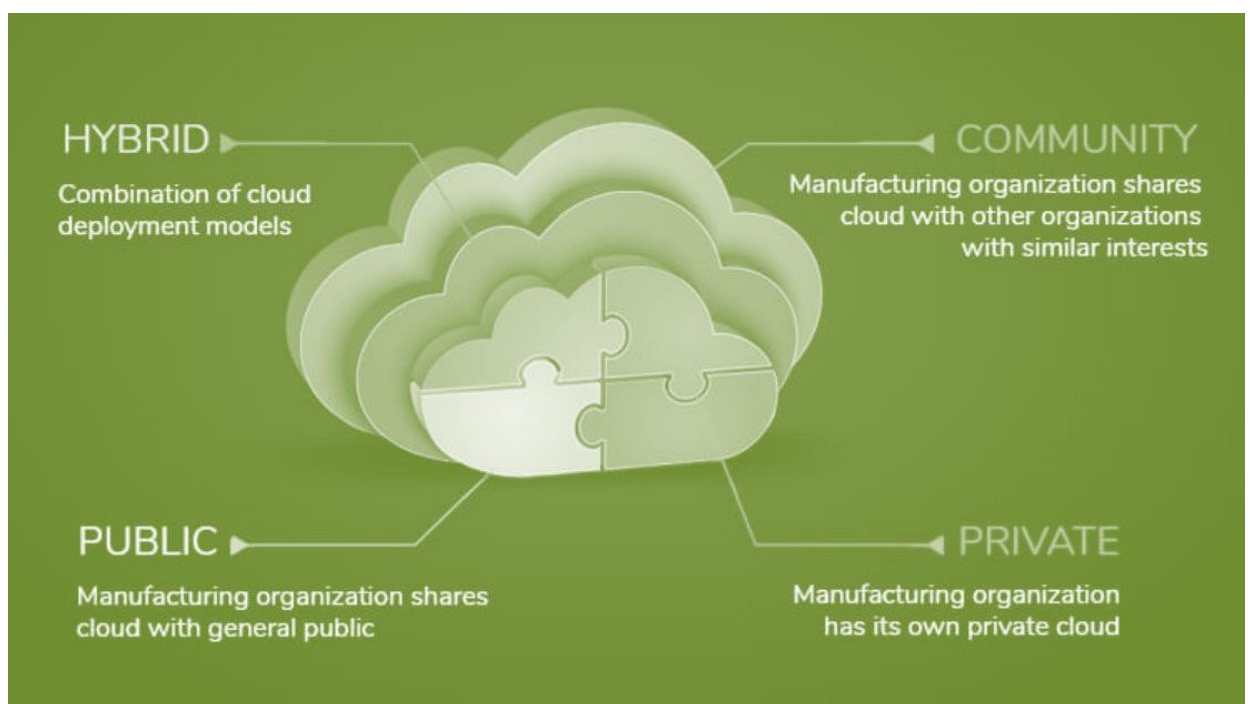 HYBRID
Combination of cloud
deployment models
COMMUNITY
Manufacturing organization shares
cloud with other organizations
with similar interests
PUBLIC
Manufacturing organization shares
cloud with general public
PRIVATE
Manufacturing organization
has its own private cloud